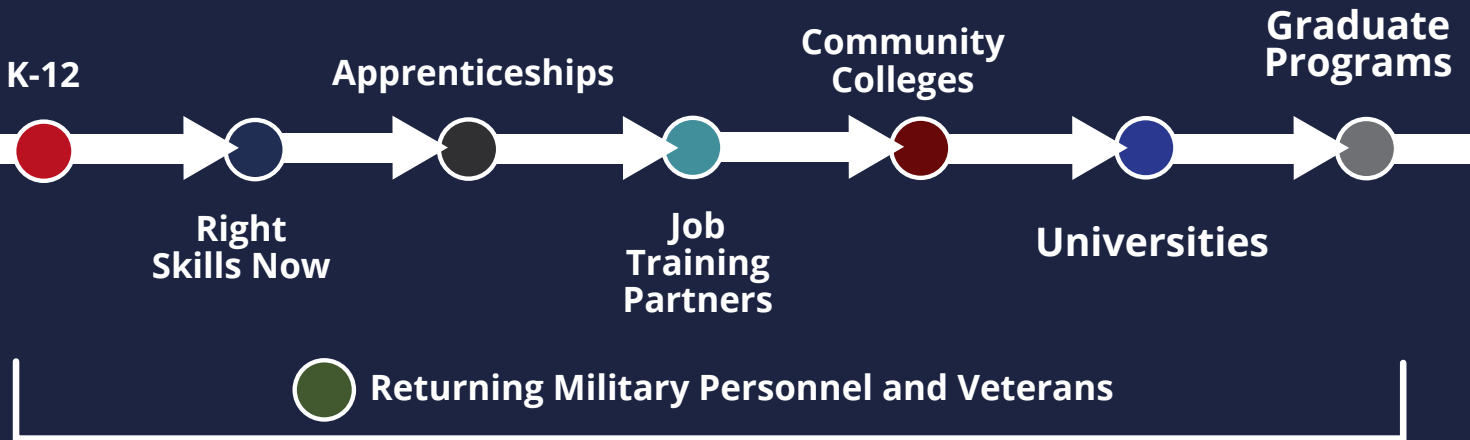 K-12
Right
Skills Now
Apprenticeships
Job
Training
Partners
Community
Colleges
Universities
Graduate
Programs
Returning Military Personnel and Veterans